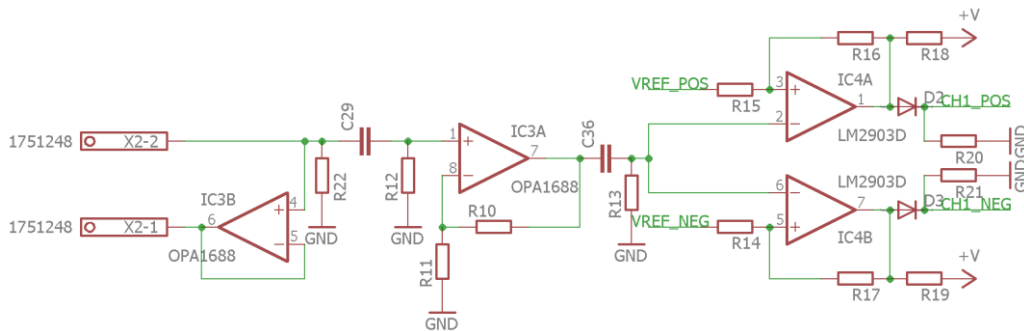 +V
R16
R18
VREF_POS
R15
3
+
IC4A
1
D2
CH1_POS
2
-
LM2903D
R20
GND
C29
C36
1751248
X2-2
R22
R12
1
+
IC3A
7
OPA1688
8
-
R13
LM2903D
R21
GND
IC3B
4
+
6
-
7
D3
CH1_NEG
1751248
X2-1
6
5
-
OPA1688
GND
GND
R10
R11
GND
VREF_NEG
R14
5
+
IC4B
+V
R17
R19
GND